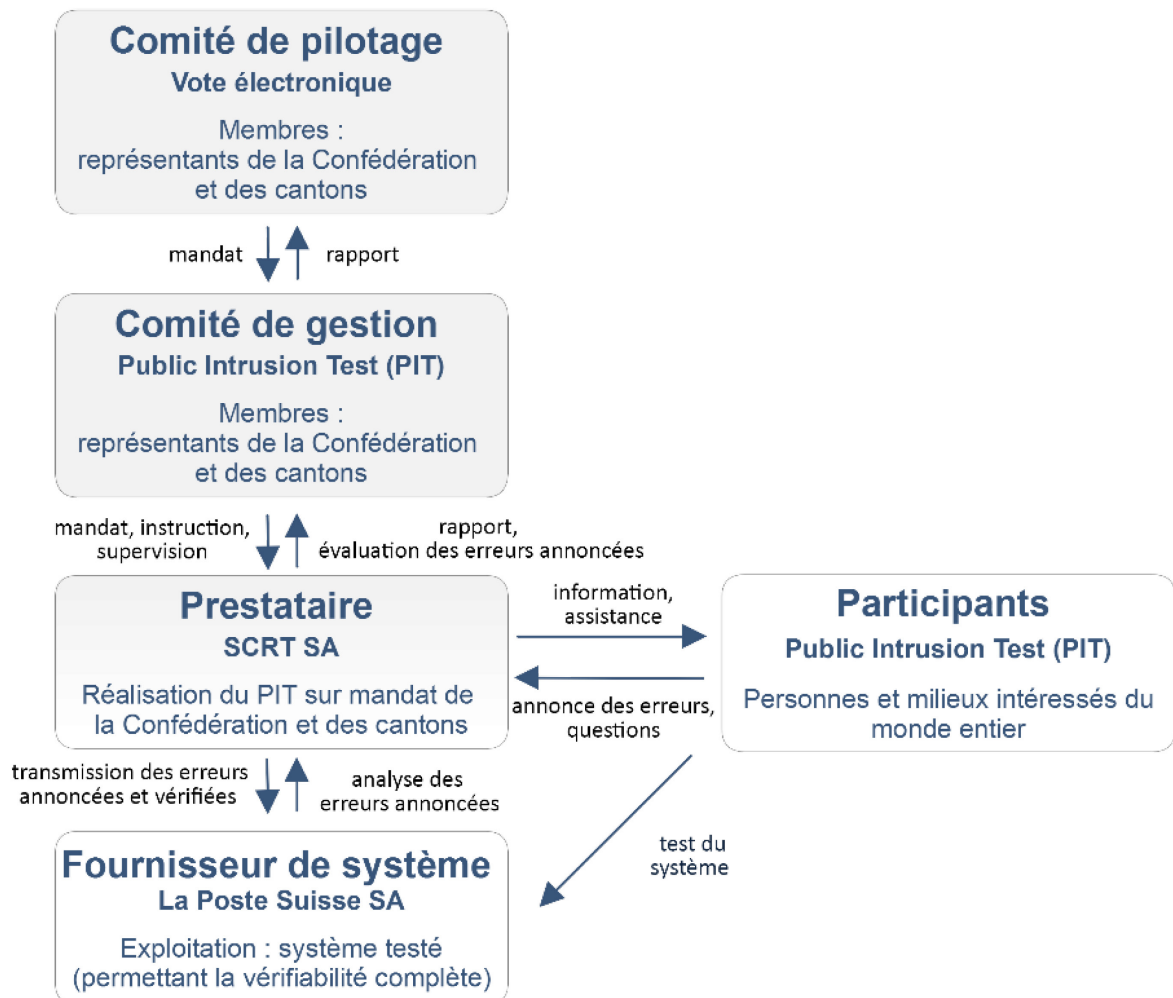 Comité de pilotage
Vote électronique
Membres :
représentants de la Confédération
et des cantons
mandat
rapport
Comité de gestion
Public Intrusion Test (PIT)
Membres :
représentants de la Confédération
et des cantons
mandat, instruction,
supervision
rapport,
évaluation des erreurs annoncées
Prestataire
SCRT SA
Réalisation du PIT sur mandat de
la Confédération et des cantons
information,
assistance
annonce des erreurs,
questions
Participants
Public Intrusion Test (PIT)
Personnes et milieux intéressés du
monde entier
transmission des erreurs
annoncées et vérifiées
analyse des
erreurs annoncées
test du
système
Fournisseur de système
La Poste Suisse SA
Exploitation : système testé
(permettant la vérifiabilité complète)